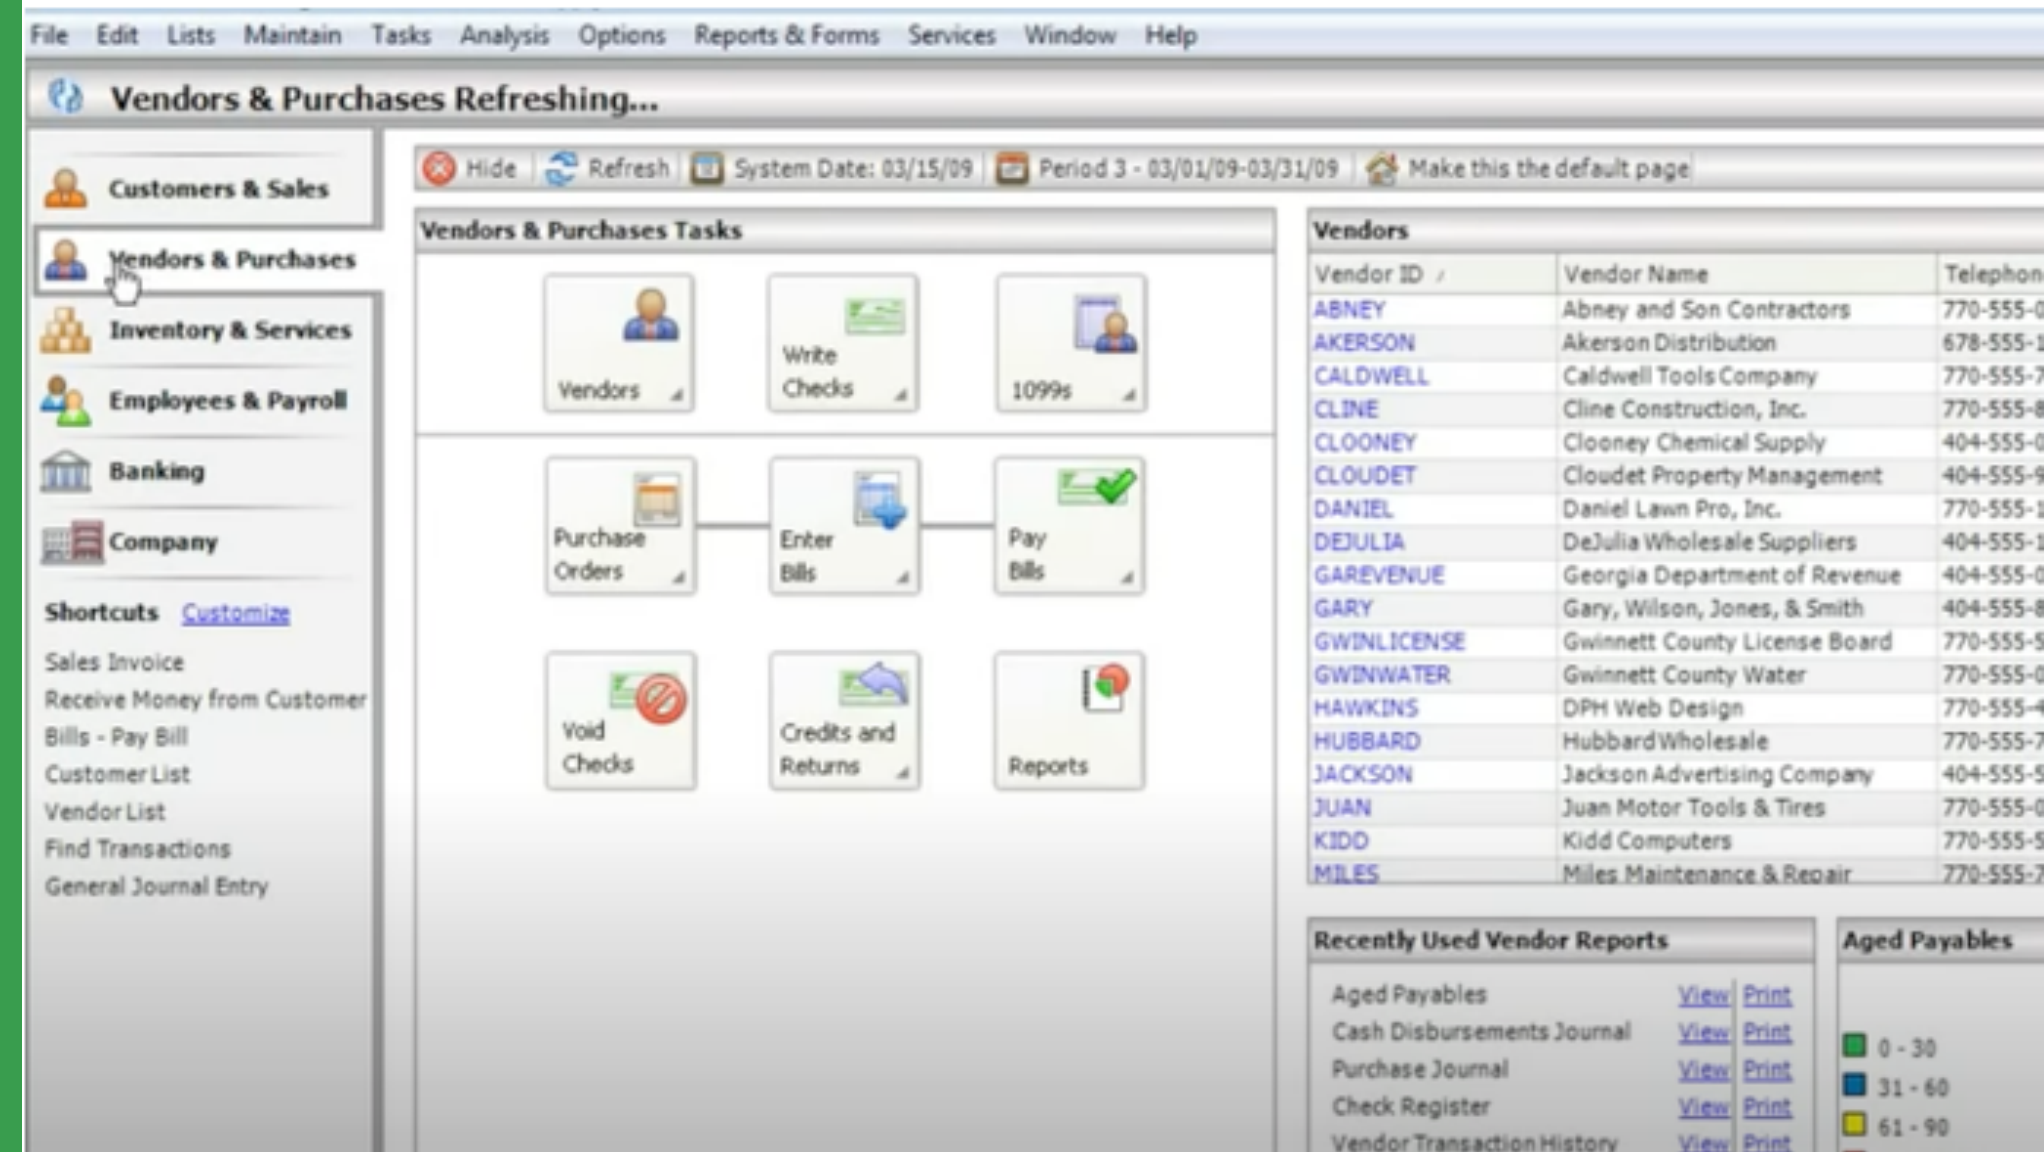 File Edit Lists Maintain Tasks Analysis Options Reports & Forms Services Window Help
Vendors & Purchases Refreshing...
Customers & Sales
Vendors & Purchases
Inventory & Services
Employees & Payroll
Banking
Company
Shortcuts Customize
Sales Invoice
Receive Money from Customer
Bills - Pay Bill
Customer List
Vendor List
Find Transactions
General Journal Entry
Hide Refresh System Date: 03/15/09 Period 3 - 03/01/09-03/31/09 Make this the default page
Vendors & Purchases Tasks
Vendors
Write
Checks
1099s
Purchase
Orders
Enter
Bills
Pay
Bills
Void
Checks
Credits and
Returns
Reports
Vendors
Vendor ID / Vendor Name Telephon
ABNEY Abney and Son Contractors 770-555-0
AKERSON Akerson Distribution 678-555-1
CALDWELL Caldwell Tools Company 770-555-7
CLINE Cline Construction, Inc. 770-555-8
CLOONEY Clooney Chemical Supply 404-555-0
CLOUDET Cloudet Property Management 404-555-9
DANIEL Daniel Lawn Pro, Inc. 770-555-1
DEJULIA DeJulia Wholesale Suppliers 404-555-1
GAREVENUE Georgia Department of Revenue 404-555-0
GARY Gary, Wilson, Jones, & Smith 404-555-8
GWINLICENSE Gwinnett County License Board 770-555-5
GWINWATER Gwinnett County Water 770-555-0
HAWKINS DPH Web Design 770-555-4
HUBBARD Hubbard Wholesale 770-555-7
JACKSON Jackson Advertising Company 404-555-5
JUAN Juan Motor Tools & Tires 770-555-0
KIDD Kidd Computers 770-555-5
MILES Miles Maintenance & Repair 770-555-7
Recently Used Vendor Reports
Aged Payables View Print
Cash Disbursements Journal View Print
Purchase Journal View Print
Check Register View Print
Vendor Transaction History View Print
Aged Payables
0 - 30
31 - 60
61 - 90